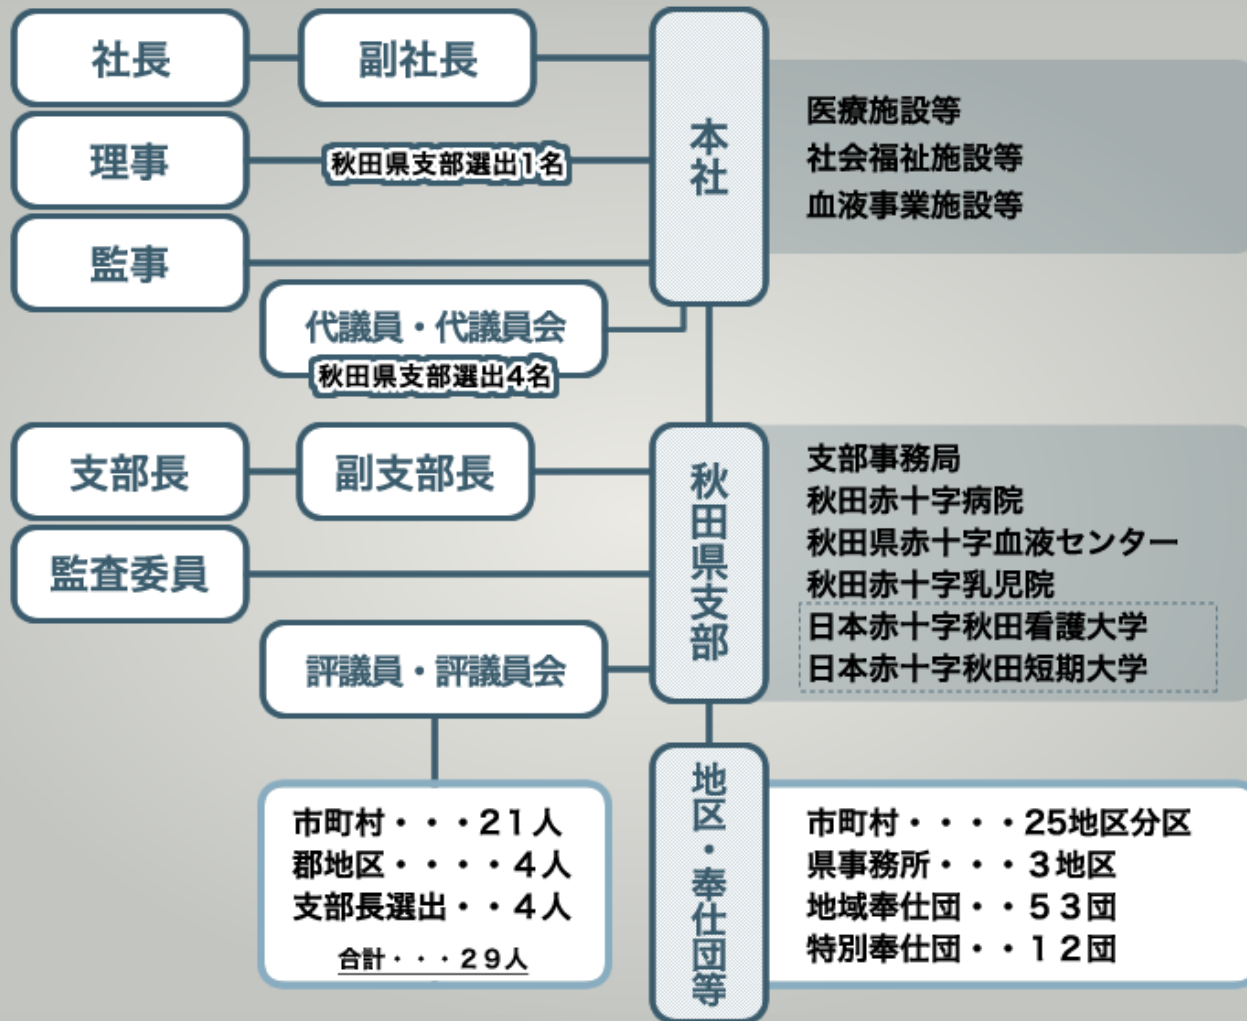 社長
副社長
本社
医療施設等
社会福祉施設等
血液事業施設等
理事
秋田県支部選出1名
監事
代議員・代議員会
秋田県支部選出4名
支部長
副支部長
秋田県支部
支部事務局
秋田赤十字病院
秋田県赤十字血液センター
秋田赤十字乳児院
日本赤十字秋田看護大学
日本赤十字秋田短期大学
監査委員
評議員・評議員会
市町村・・・２１人
郡地区・・・・４人
支部長選出・・４人
合計・・・２９人
地区・奉仕団等
市町村・・・・25地区分区
県事務所・・・３地区
地域奉仕団・・５３団
特別奉仕団・・１２団